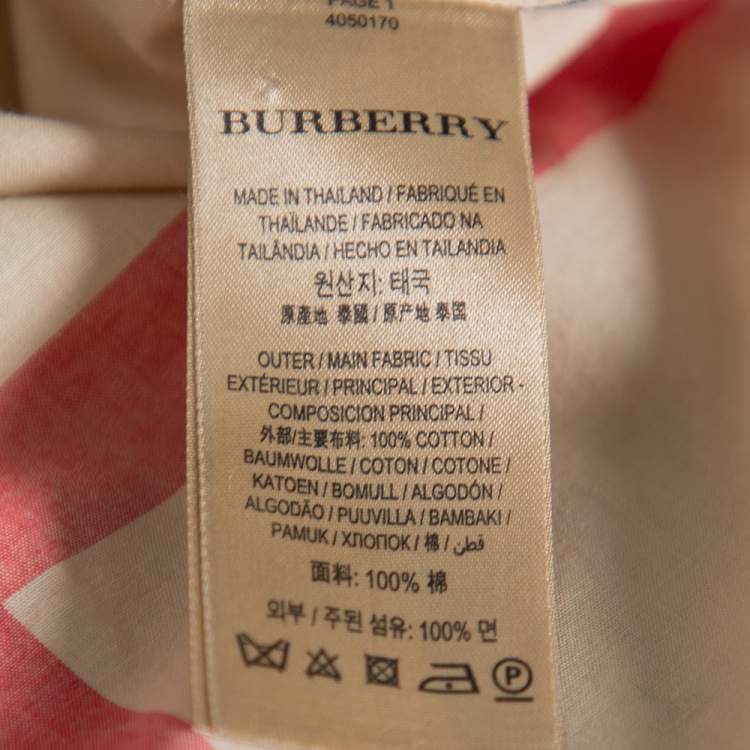 PAGE 1
4050170
BURBERRY
MADE IN THAILAND / FABRIQUÉ EN
THAÏLANDE / FABRICADO NA
TAILÂNDIA / HECHO EN TAILANDIA
원산지: 태국
原產地 泰國 / 原产地 泰国
OUTER / MAIN FABRIC / TISSU
EXTÉRIEUR / PRINCIPAL / EXTERIOR -
COMPOSICION PRINCIPAL /
外部/主要布料: 100% COTTON /
BAUMWOLLE / COTON / COTONE /
KATOEN / BOMULL / ALGODÓN /
ALGODÃO / PUUVILLA / BAMBAKI /
PAMUK / ХЛОПОК / 棉 / قطن
面料: 100% 棉
외부 / 주된 섬유: 100% 면
P